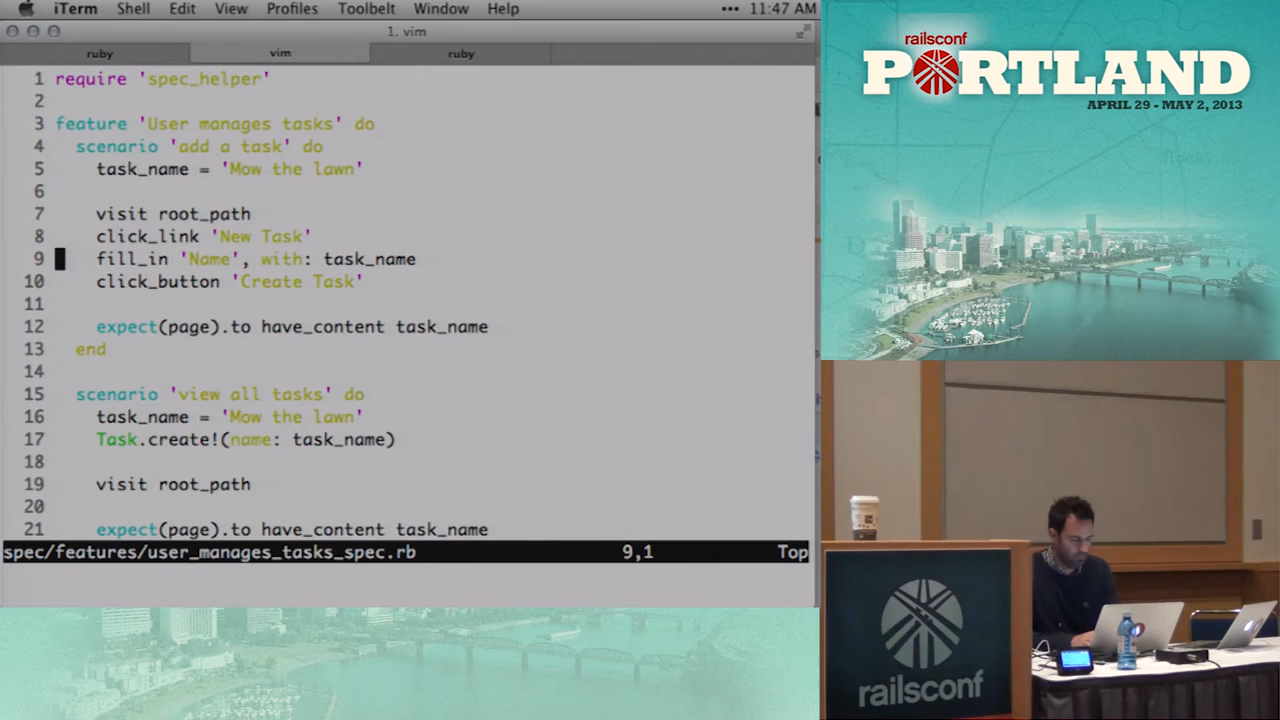 iTerm Shell Edit View Profiles Toolbelt Window Help ••• 11:47 AM
1. vim
ruby vim ruby
1 require 'spec_helper'
2
3 feature 'User manages tasks' do
4 scenario 'add a task' do
5 task_name = 'Mow the lawn'
6
7 visit root_path
8 click_link 'New Task'
9 fill_in 'Name', with: task_name
10 click_button 'Create Task'
11
12 expect(page).to have_content task_name
13 end
14
15 scenario 'view all tasks' do
16 task_name = 'Mow the lawn'
17 Task.create!(name: task_name)
18
19 visit root_path
20
21 expect(page).to have_content task_name
spec/features/user_manages_tasks_spec.rb 9,1 Top
railsconf
PORTLAND
APRIL 29 - MAY 2, 2013
railsconf